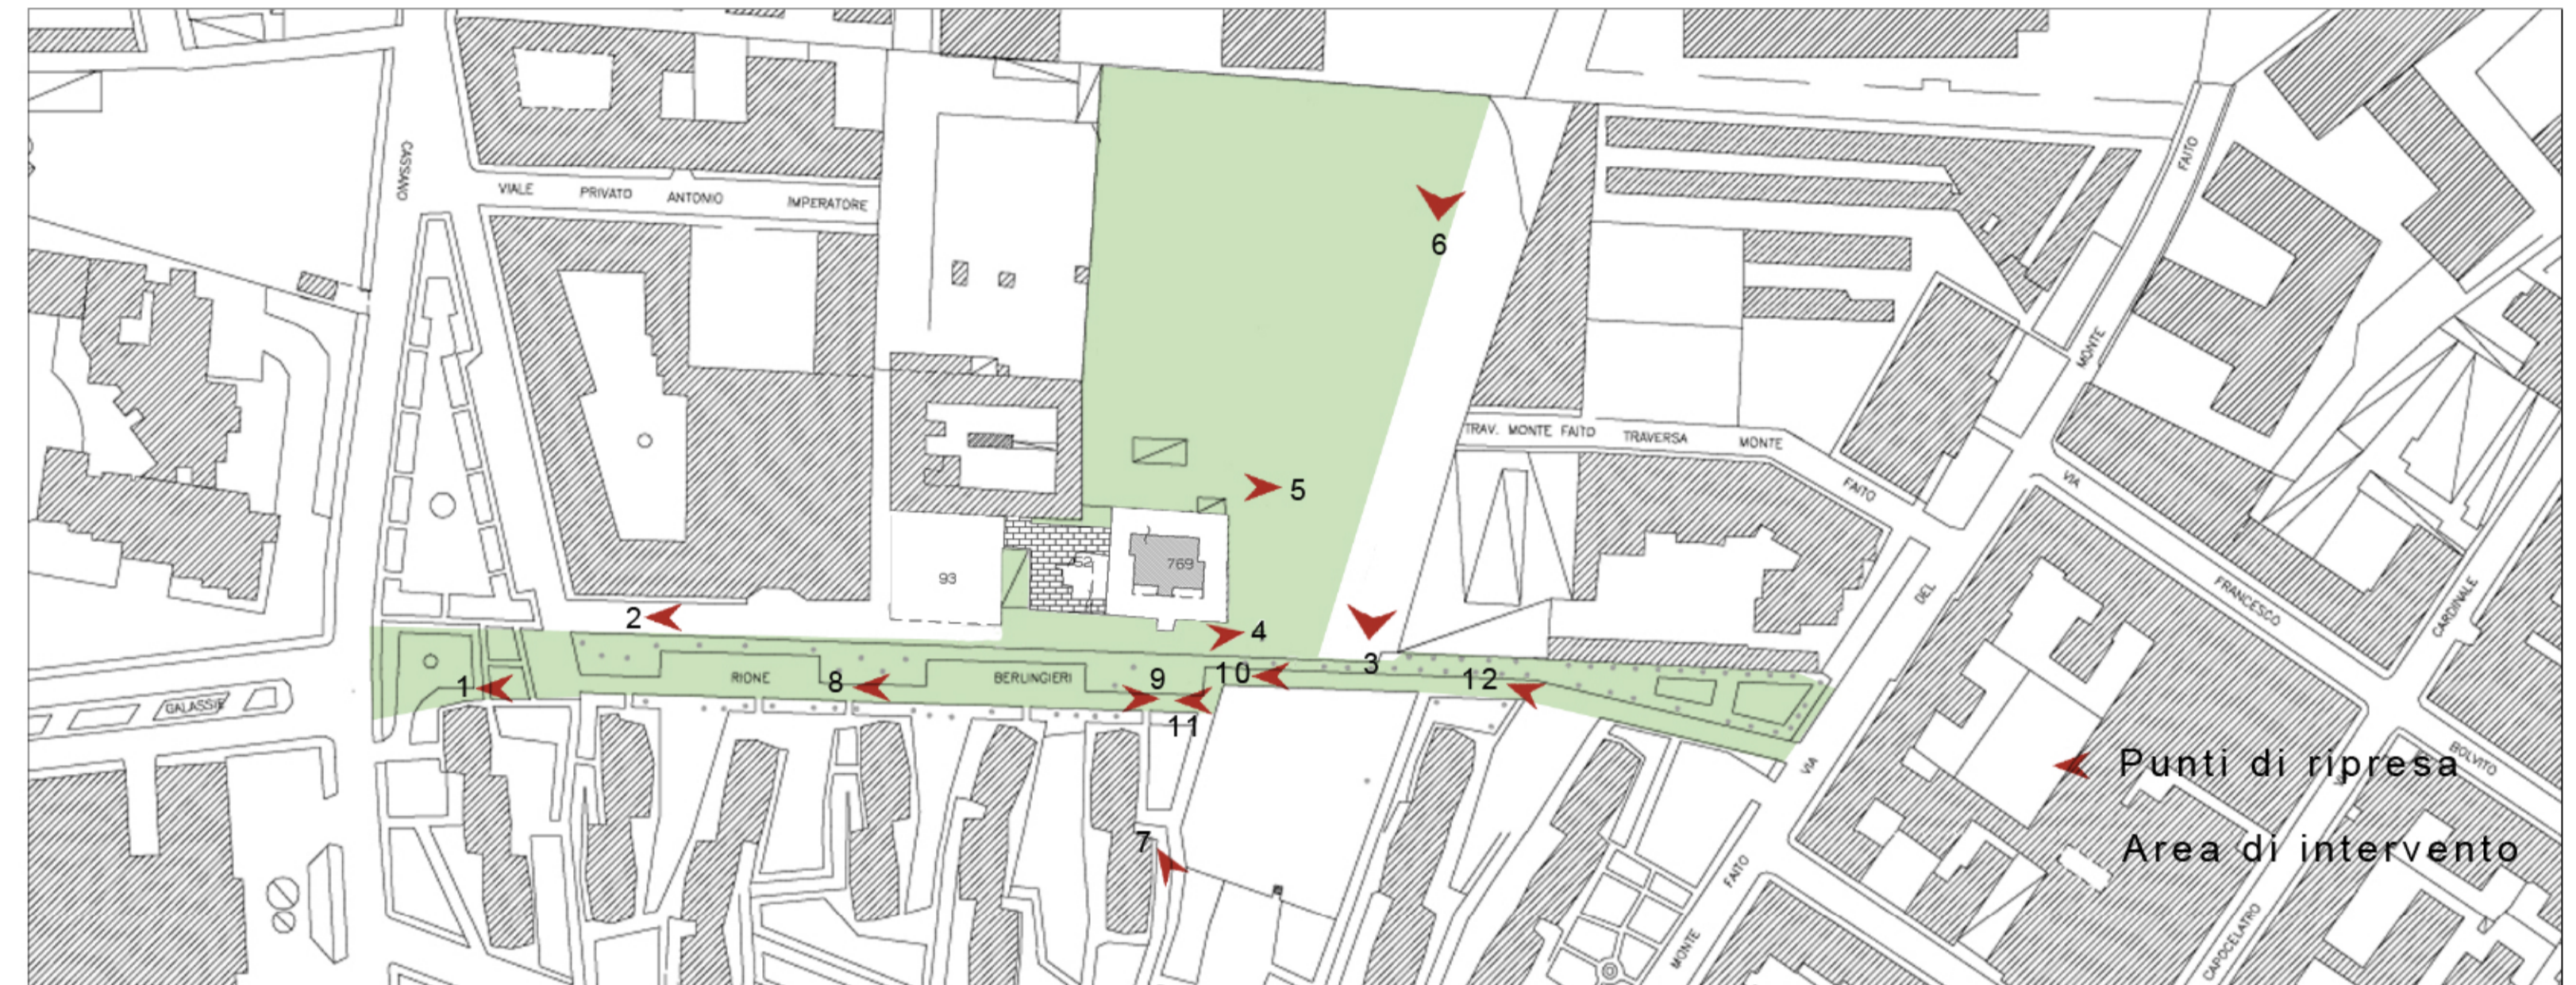 CASSANO
VIALE PRIVATO ANTONIO IMPERATORE
FAITO
6
MONTE
TRAV. MONTE FAITO TRAVERSA MONTE
FAITO
VIA
5
93
769
DEL
FRANCESCO
CARDINALE
2
4
3
1
RIONE
8
BERLINGIERI
9
10
12
GALASSIE
11
VIA
BOLVITO
Punti di ripresa
7
Area di intervento
FAITO
MONTE
CAPOCELATRO